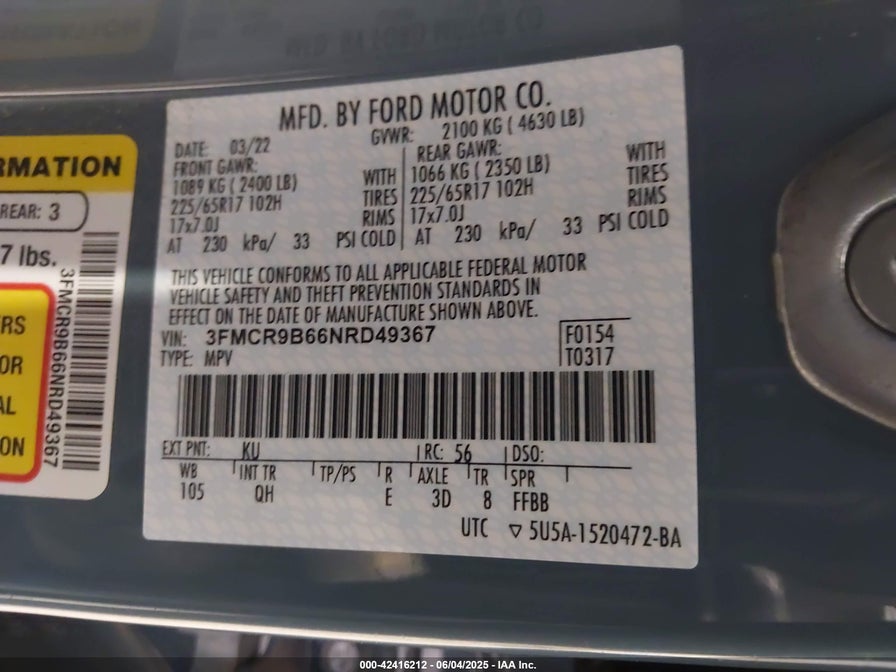 RMATION
REAR: 3
7 lbs.
3FMCR9B66NRD49367
ERS
OR
AL
ON
MFD. BY FORD MOTOR CO.
DATE: 03/22 GVWR: 2100 KG ( 4630 LB)
FRONT GAWR: REAR GAWR:
1089 KG ( 2400 LB) WITH 1066 KG ( 2350 LB) WITH
225/65R17 102H TIRES 225/65R17 102H TIRES
17x7.0J RIMS 17x7.0J RIMS
AT 230 kPa/ 33 PSI COLD AT 230 kPa/ 33 PSI COLD
THIS VEHICLE CONFORMS TO ALL APPLICABLE FEDERAL MOTOR
VEHICLE SAFETY AND THEFT PREVENTION STANDARDS IN
EFFECT ON THE DATE OF MANUFACTURE SHOWN ABOVE.
VIN: 3FMCR9B66NRD49367 F0154
TYPE: MPV T0317
EXT PNT: KU RC: 56 DSO:
WB INT TR TP/PS R AXLE TR SPR
105 QH E 3D 8 FFBB
UTC ▽ 5U5A-1520472-BA
000-42416212 - 06/04/2025 - IAA Inc.